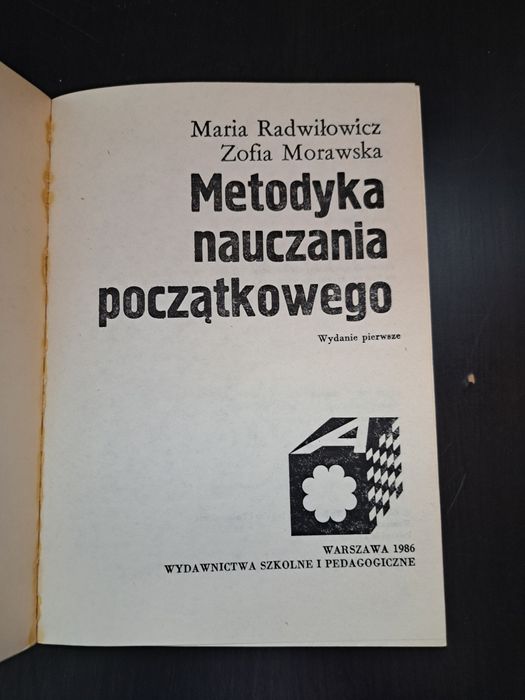 Maria Radwiłowicz
Zofia Morawska
Metodyka
nauczania
początkowego
Wydanie pierwsze
A
WARSZAWA 1986
WYDAWNICTWA SZKOLNE I PEDAGOGICZNE